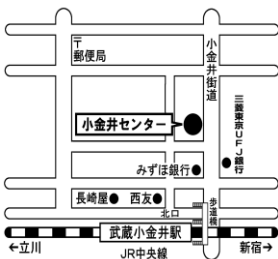 〒
郵便局
小金井街道
小金井センター
三菱東京UFJ銀行
みずほ銀行
長崎屋
西友
北口
歩道橋
武蔵小金井駅
←立川
JR中央線
新宿→